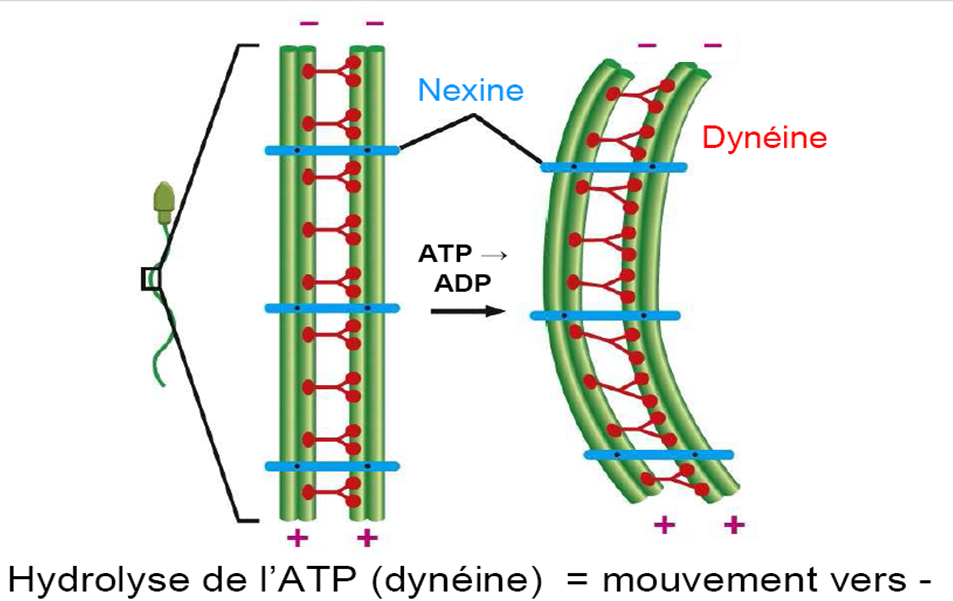 − −
− −
Nexine
Dynéine
ATP →
ADP
+ +
+ +
Hydrolyse de l’ATP (dynéine) = mouvement vers -